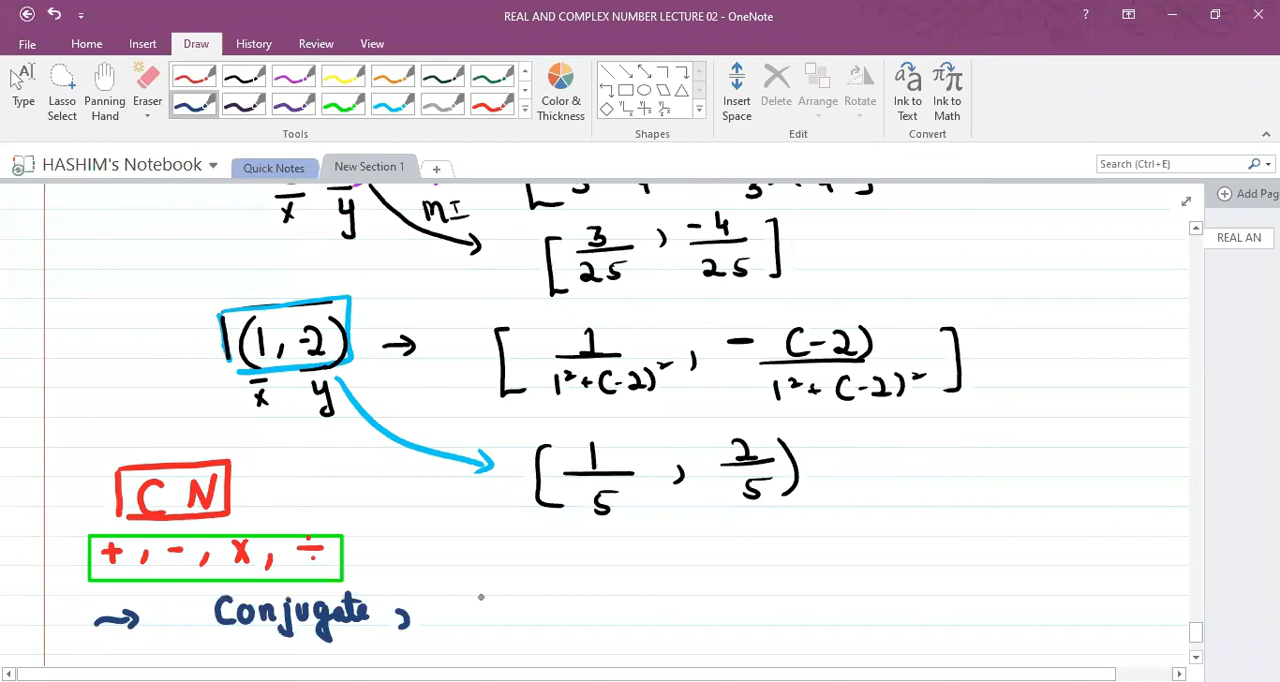 REAL AND COMPLEX NUMBER LECTURE 02 - OneNote
File Home Insert Draw History Review View
Type Lasso Select Panning Hand Eraser Color & Thickness Insert Space Delete Arrange Rotate Ink to Text Ink to Math
Tools Shapes Edit Convert
HASHIM's Notebook Quick Notes New Section 1 Search (Ctrl+E)
Add Pag
REAL AN
x y mI
[3/25 , -4/25]
(1, -2) → [1/1²+(-2)² , - (-2)/1²+(-2)²]
x y
[1/5 , 2/5)
C N
+ , - , x , ÷
→ Conjugate ,